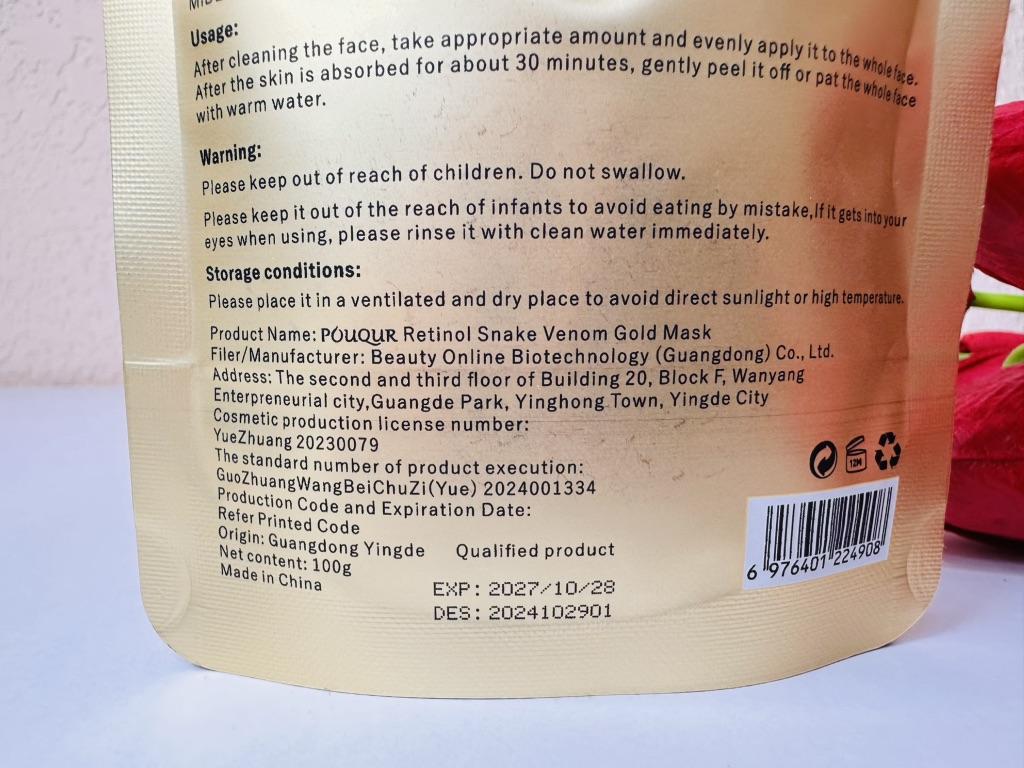 Usage:
After cleaning the face, take appropriate amount and evenly apply it to the whole face.
After the skin is absorbed for about 30 minutes, gently peel it off or pat the whole face
with warm water.
Warning:
Please keep out of reach of children. Do not swallow.
Please keep it out of the reach of infants to avoid eating by mistake,If it gets into your
eyes when using, please rinse it with clean water immediately.
Storage conditions:
Please place it in a ventilated and dry place to avoid direct sunlight or high temperature.
Product Name: POUQUR Retinol Snake Venom Gold Mask
Filer/Manufacturer: Beauty Online Biotechnology (Guangdong) Co., Ltd.
Address: The second and third floor of Building 20, Block F, Wanyang
Enterpreneurial city,Guangde Park, Yinghong Town, Yingde City
Cosmetic production license number:
YueZhuang 20230079
The standard number of product execution:
GuoZhuangWangBeiChuZi(Yue) 2024001334
Production Code and Expiration Date:
Refer Printed Code
Origin: Guangdong Yingde Qualified product
Net content: 100g
Made in China
EXP: 2027/10/28
DES: 2024102901
12M
6 976401 224908